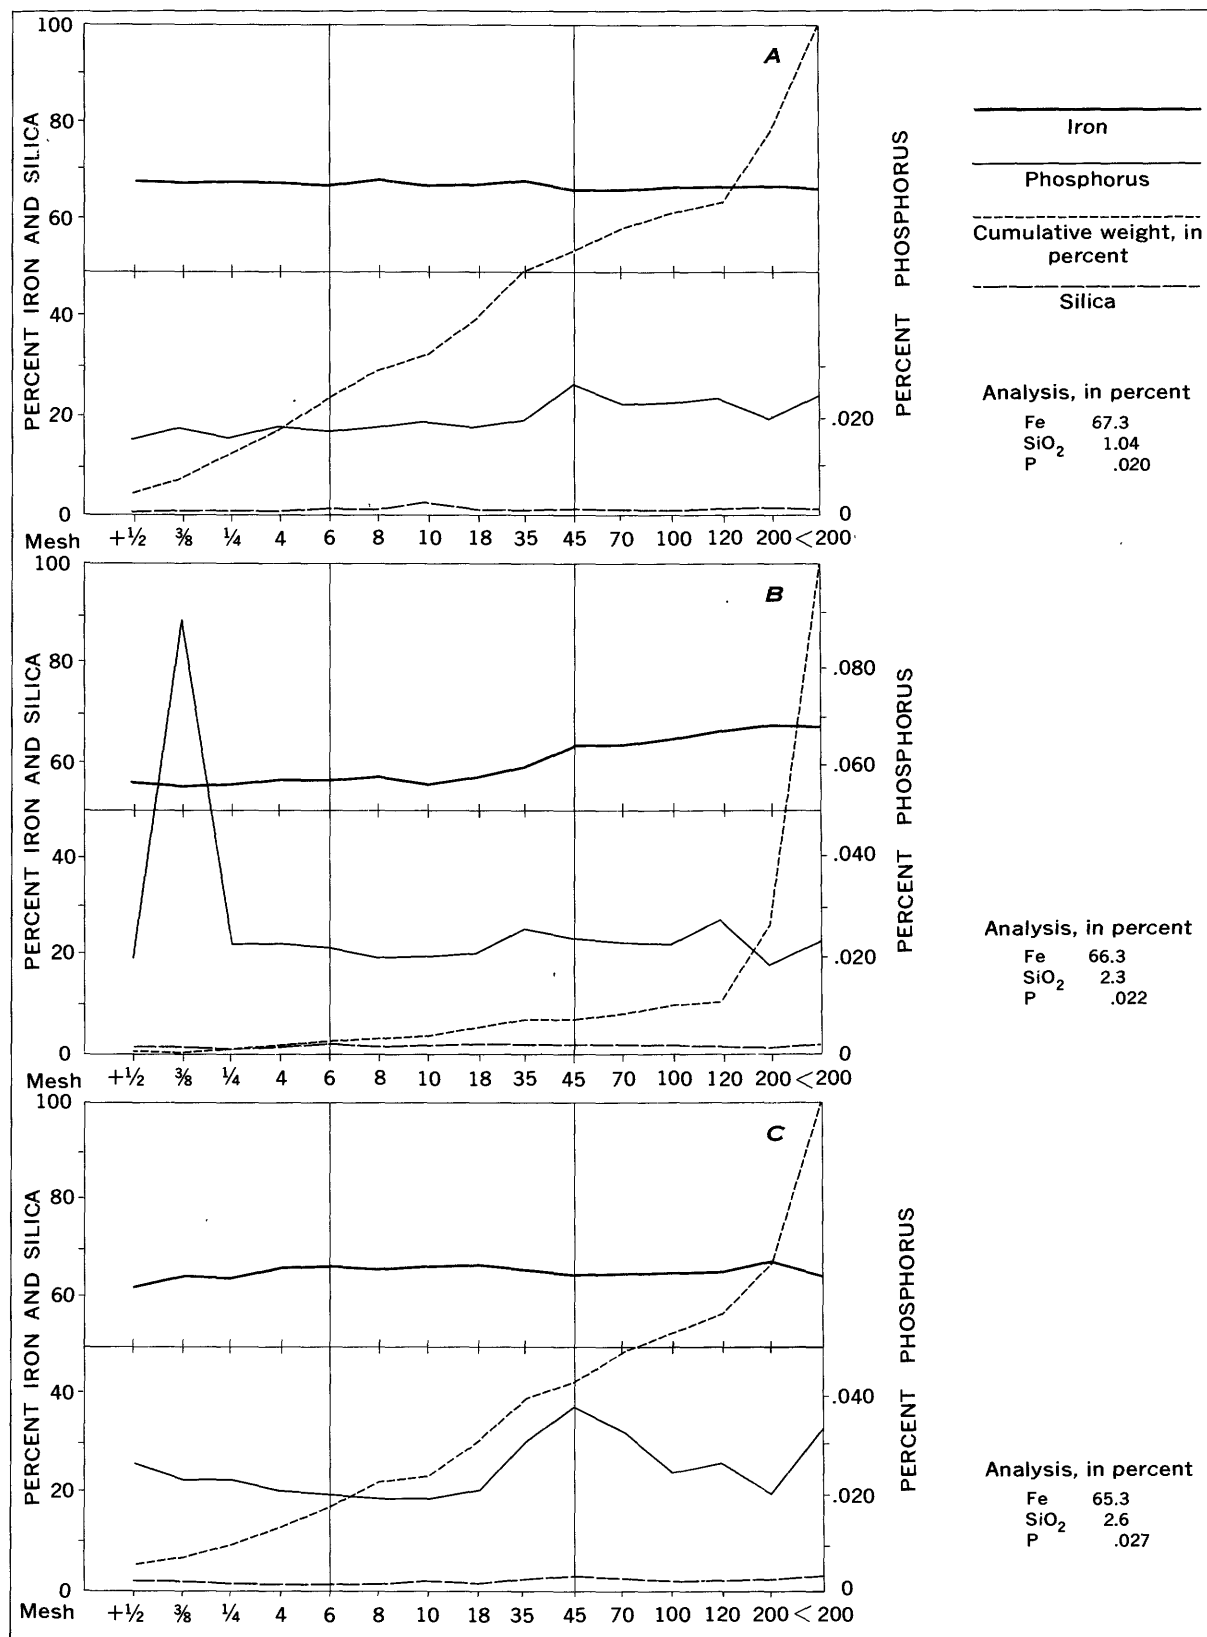 A
PERCENT IRON AND SILICA
100
80
60
40
20
0
PERCENT PHOSPHORUS
.020
0
Mesh +½ ⅜ ¼ 4 6 8 10 18 35 45 70 100 120 200 <200
Iron
Phosphorus
Cumulative weight, in
percent
Silica
Analysis, in percent
Fe 67.3
SiO₂ 1.04
P .020
B
PERCENT IRON AND SILICA
100
80
60
40
20
0
PERCENT PHOSPHORUS
.080
.060
.040
.020
0
Mesh +½ ⅜ ¼ 4 6 8 10 18 35 45 70 100 120 200 <200
Analysis, in percent
Fe 66.3
SiO₂ 2.3
P .022
C
PERCENT IRON AND SILICA
100
80
60
40
20
0
PERCENT PHOSPHORUS
.040
.020
0
Mesh +½ ⅜ ¼ 4 6 8 10 18 35 45 70 100 120 200 <200
Analysis, in percent
Fe 65.3
SiO₂ 2.6
P .027